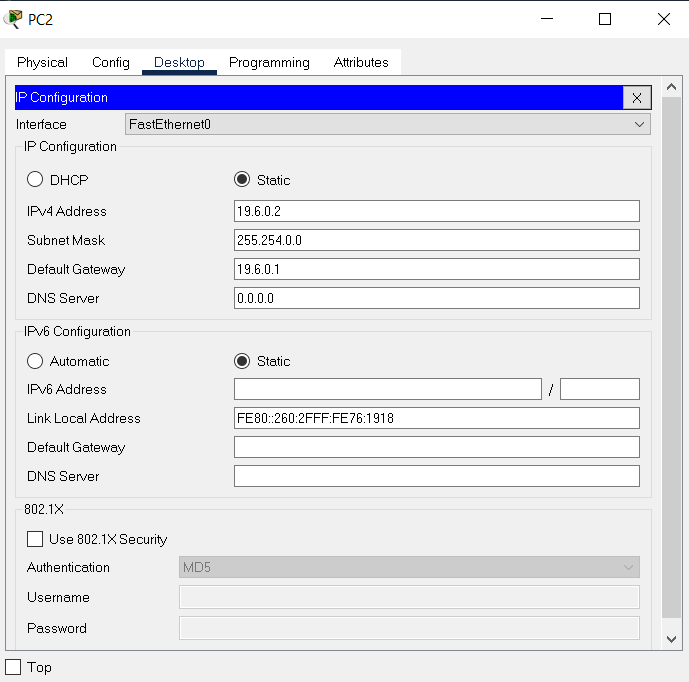 PC2
Physical Config Desktop Programming Attributes
IP Configuration X
Interface FastEthernet0
IP Configuration
DHCP Static
IPv4 Address 19.6.0.2
Subnet Mask 255.254.0.0
Default Gateway 19.6.0.1
DNS Server 0.0.0.0
IPv6 Configuration
Automatic Static
IPv6 Address /
Link Local Address FE80::260:2FFF:FE76:1918
Default Gateway
DNS Server
802.1X
Use 802.1X Security
Authentication MD5
Username
Password
Top